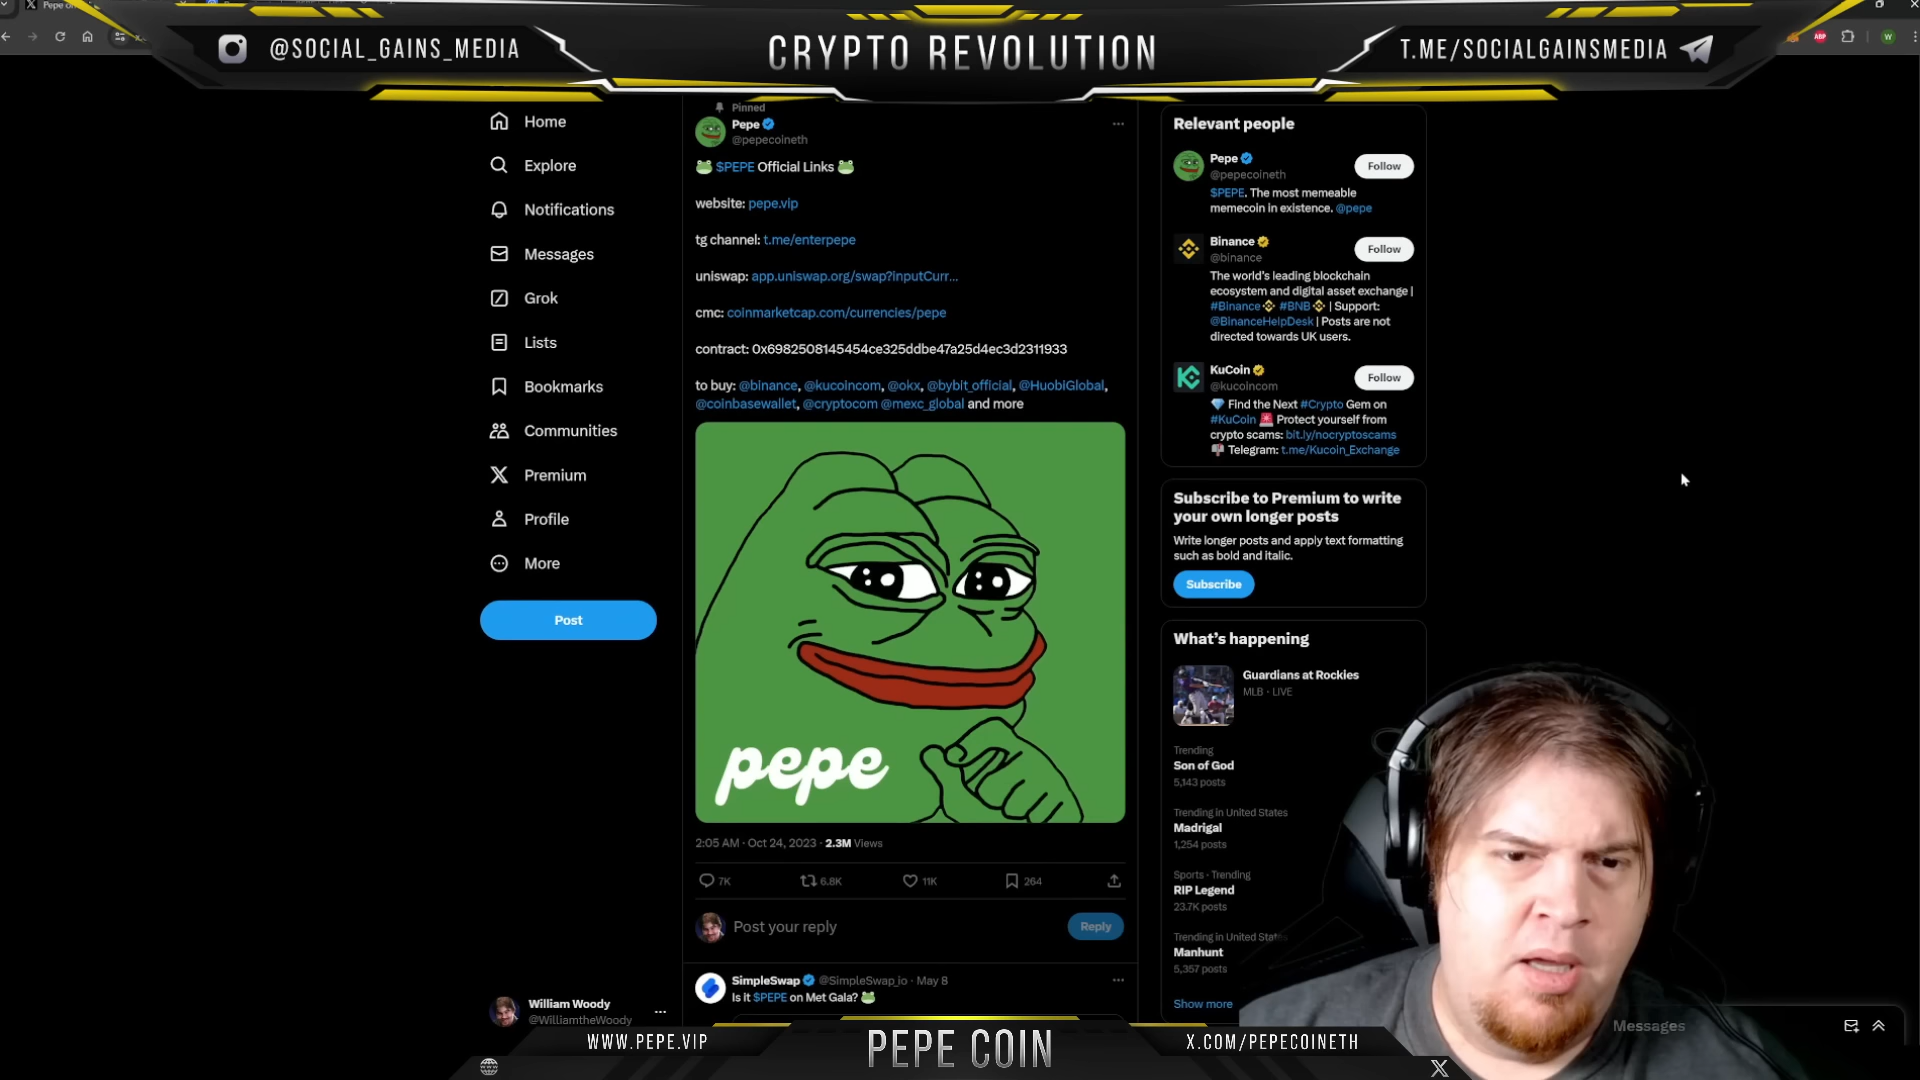 Pepe on
@SOCIAL_GAINS_MEDIA
CRYPTO REVOLUTION
T.ME/SOCIALGAINSMEDIA
ABP
W
Home
Explore
Notifications
Messages
Grok
Lists
Bookmarks
Communities
Premium
Profile
More
Post
William Woody
@WilliamtheWoody
Pinned
Pepe
@pepecoineth
🐸 $PEPE Official Links 🐸
website: pepe.vip
tg channel: t.me/enterpepe
uniswap: app.uniswap.org/swap?inputCurr…
cmc: coinmarketcap.com/currencies/pepe
contract: 0x6982508145454ce325ddbe47a25d4ec3d2311933
to buy: @binance, @kucoincom, @okx, @bybit_official, @HuobiGlobal,
@coinbasewallet, @cryptocom @mexc_global and more
pepe
2:05 AM · Oct 24, 2023 · 2.3M Views
7K
6.8K
11K
264
Post your reply
Reply
SimpleSwap @SimpleSwap_io · May 8
Is it $PEPE on Met Gala? 🐸
Relevant people
Pepe
@pepecoineth
Follow
$PEPE. The most memeable
memecoin in existence. @pepe
Binance
@binance
Follow
The world's leading blockchain
ecosystem and digital asset exchange |
#Binance #BNB | Support:
@BinanceHelpDesk | Posts are not
directed towards UK users.
KuCoin
@kucoincom
Follow
💎 Find the Next #Crypto Gem on
#KuCoin 🚨 Protect yourself from
crypto scams: bit.ly/nocryptoscams
📬 Telegram: t.me/Kucoin_Exchange
Subscribe to Premium to write
your own longer posts
Write longer posts and apply text formatting
such as bold and italic.
Subscribe
What's happening
Guardians at Rockies
MLB · LIVE
Trending
Son of God
5,143 posts
Trending in United States
Madrigal
1,254 posts
Sports · Trending
RIP Legend
23.7K posts
Trending in United States
Manhunt
5,357 posts
Show more
Messages
WWW.PEPE.VIP
PEPE COIN
X.COM/PEPECOINETH